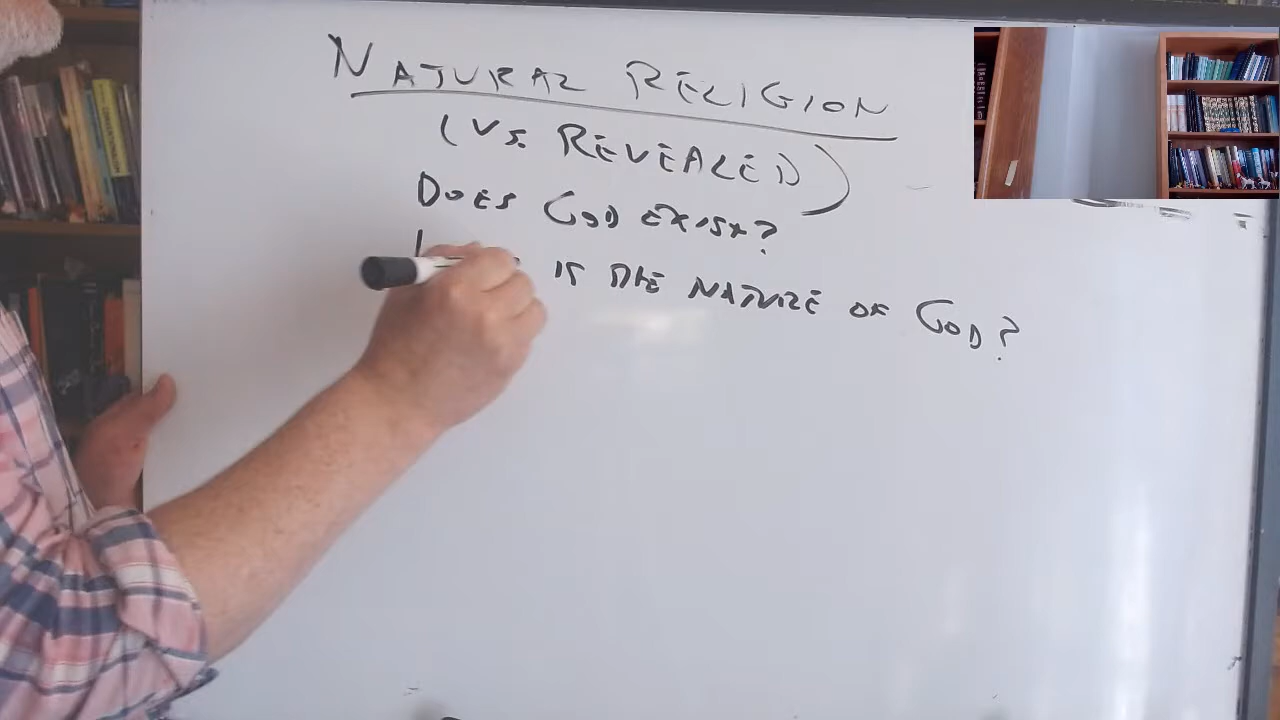 NATURAL RELIGION
(VS. REVEALED)
DOES GOD EXIST?
IS THE NATURE OF GOD?